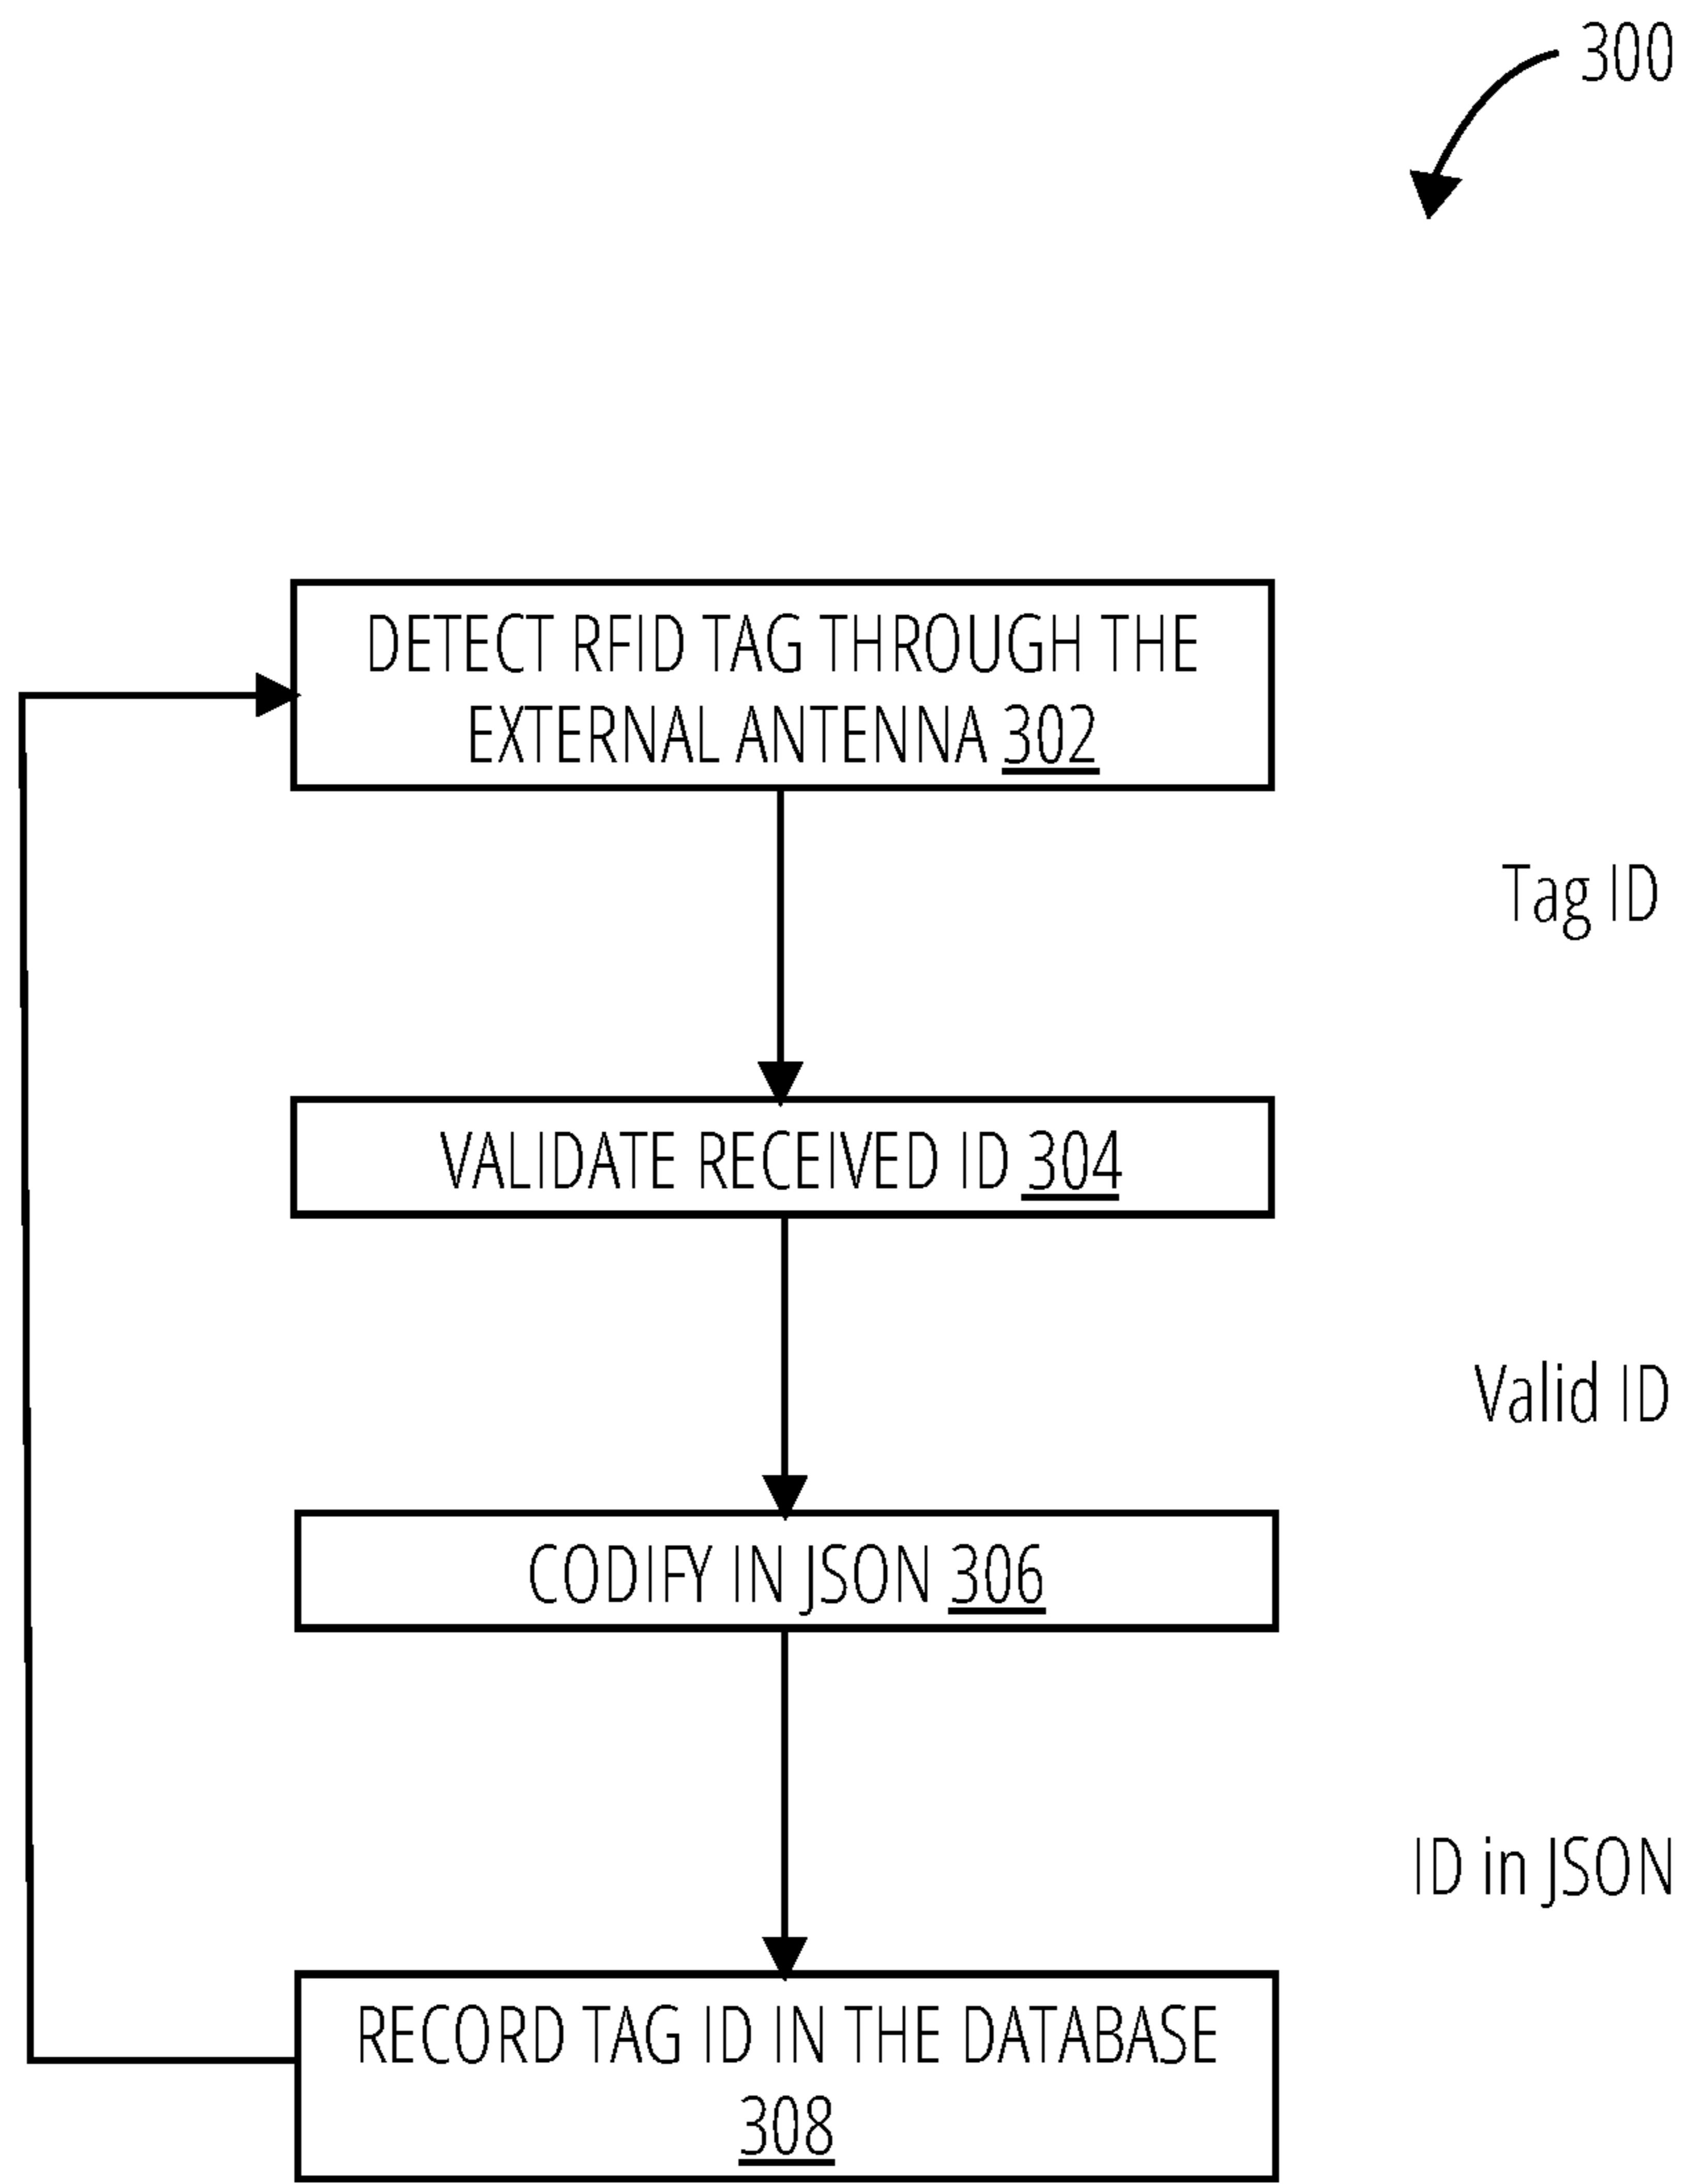 300
DETECT RFID TAG THROUGH THE
EXTERNAL ANTENNA 302
Tag ID
VALIDATE RECEIVED ID 304
Valid ID
CODIFY IN JSON 306
ID in JSON
RECORD TAG ID IN THE DATABASE
308